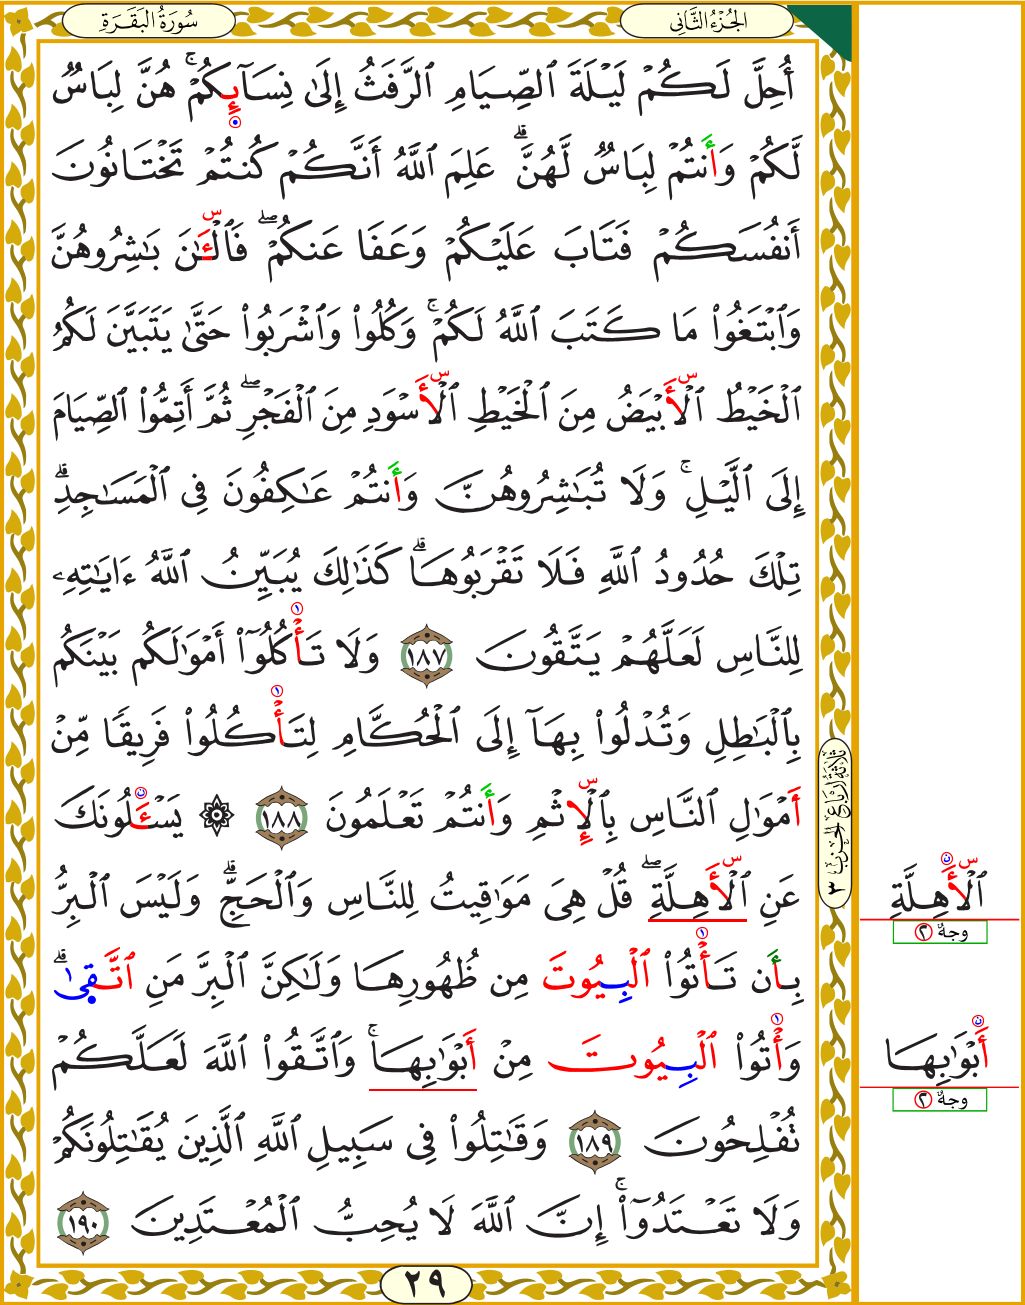 سُورَةُ البَقَرَةِ
الجُزْءُ الثَّانِى
أُحِلَّ لَكُمْ لَيْلَةَ ٱلصِّيَامِ ٱلرَّفَثُ إِلَىٰ نِسَآئِكُمْ ۚ هُنَّ لِبَاسٌ
لَّكُمْ وَأَنتُمْ لِبَاسٌ لَّهُنَّ ۗ عَلِمَ ٱللَّهُ أَنَّكُمْ كُنتُمْ تَخْتَانُونَ
أَنفُسَكُمْ فَتَابَ عَلَيْكُمْ وَعَفَا عَنكُمْ ۖ فَٱلْـَٰٔنَ بَـٰشِرُوهُنَّ
وَٱبْتَغُوا۟ مَا كَتَبَ ٱللَّهُ لَكُمْ ۚ وَكُلُوا۟ وَٱشْرَبُوا۟ حَتَّىٰ يَتَبَيَّنَ لَكُمُ
ٱلْخَيْطُ ٱلْأَبْيَضُ مِنَ ٱلْخَيْطِ ٱلْأَسْوَدِ مِنَ ٱلْفَجْرِ ۖ ثُمَّ أَتِمُّوا۟ ٱلصِّيَامَ
إِلَى ٱلَّيْلِ ۚ وَلَا تُبَـٰشِرُوهُنَّ وَأَنتُمْ عَـٰكِفُونَ فِى ٱلْمَسَـٰجِدِ ۗ
تِلْكَ حُدُودُ ٱللَّهِ فَلَا تَقْرَبُوهَا ۗ كَذَٰلِكَ يُبَيِّنُ ٱللَّهُ ءَايَـٰتِهِۦ
لِلنَّاسِ لَعَلَّهُمْ يَتَّقُونَ ١٨٧ وَلَا تَأْكُلُوٓا۟ أَمْوَٰلَكُم بَيْنَكُم
بِٱلْبَـٰطِلِ وَتُدْلُوا۟ بِهَآ إِلَى ٱلْحُكَّامِ لِتَأْكُلُوا۟ فَرِيقًا مِّنْ
أَمْوَٰلِ ٱلنَّاسِ بِٱلْإِثْمِ وَأَنتُمْ تَعْلَمُونَ ١٨٨ ۞ يَسْـَٔلُونَكَ
عَنِ ٱلْأَهِلَّةِ ۖ قُلْ هِىَ مَوَٰقِيتُ لِلنَّاسِ وَٱلْحَجِّ ۗ وَلَيْسَ ٱلْبِرُّ
بِأَن تَأْتُوا۟ ٱلْبِيُوتَ مِن ظُهُورِهَا وَلَـٰكِنَّ ٱلْبِرَّ مَنِ ٱتَّقِىٰ ۗ
وَأْتُوا۟ ٱلْبِيُوتَ مِنْ أَبْوَٰبِهَا ۚ وَٱتَّقُوا۟ ٱللَّهَ لَعَلَّكُمْ
تُفْلِحُونَ ١٨٩ وَقَـٰتِلُوا۟ فِى سَبِيلِ ٱللَّهِ ٱلَّذِينَ يُقَـٰتِلُونَكُمْ
وَلَا تَعْتَدُوٓا۟ ۚ إِنَّ ٱللَّهَ لَا يُحِبُّ ٱلْمُعْتَدِينَ ١٩٠
ثلاثة ارباع الحزب ٣
ٱلْأَهِلَّةِ
وجهٌ ٢
أَبْوَٰبِهَا
وجهٌ ٢
٢٩